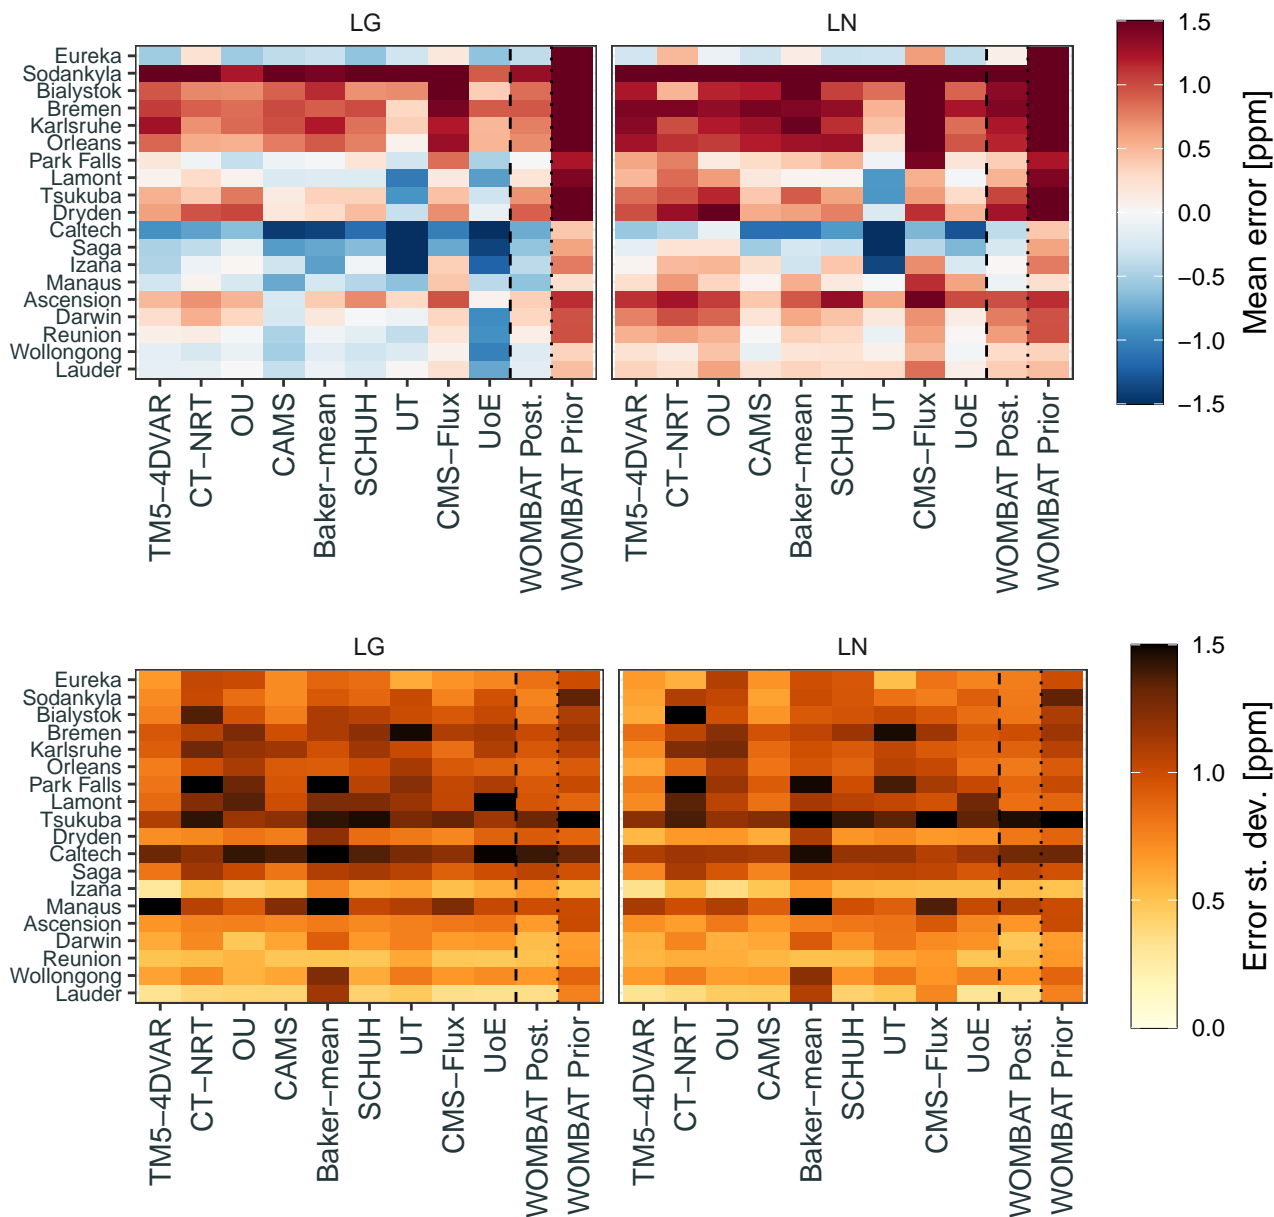 LG
LN
Eureka
Sodankyla
Bialystok
Bremen
Karlsruhe
Orleans
Park Falls
Lamont
Tsukuba
Dryden
Caltech
Saga
Izana
Manaus
Ascension
Darwin
Reunion
Wollongong
Lauder
TM5−4DVAR
CT−NRT
OU
CAMS
Baker−mean
SCHUH
UT
CMS−Flux
UoE
WOMBAT Post.
WOMBAT Prior
TM5−4DVAR
CT−NRT
OU
CAMS
Baker−mean
SCHUH
UT
CMS−Flux
UoE
WOMBAT Post.
WOMBAT Prior
1.5
1.0
0.5
0.0
−0.5
−1.0
−1.5
Mean error [ppm]
LG
LN
Eureka
Sodankyla
Bialystok
Bremen
Karlsruhe
Orleans
Park Falls
Lamont
Tsukuba
Dryden
Caltech
Saga
Izana
Manaus
Ascension
Darwin
Reunion
Wollongong
Lauder
TM5−4DVAR
CT−NRT
OU
CAMS
Baker−mean
SCHUH
UT
CMS−Flux
UoE
WOMBAT Post.
WOMBAT Prior
TM5−4DVAR
CT−NRT
OU
CAMS
Baker−mean
SCHUH
UT
CMS−Flux
UoE
WOMBAT Post.
WOMBAT Prior
1.5
1.0
0.5
0.0
Error st. dev. [ppm]